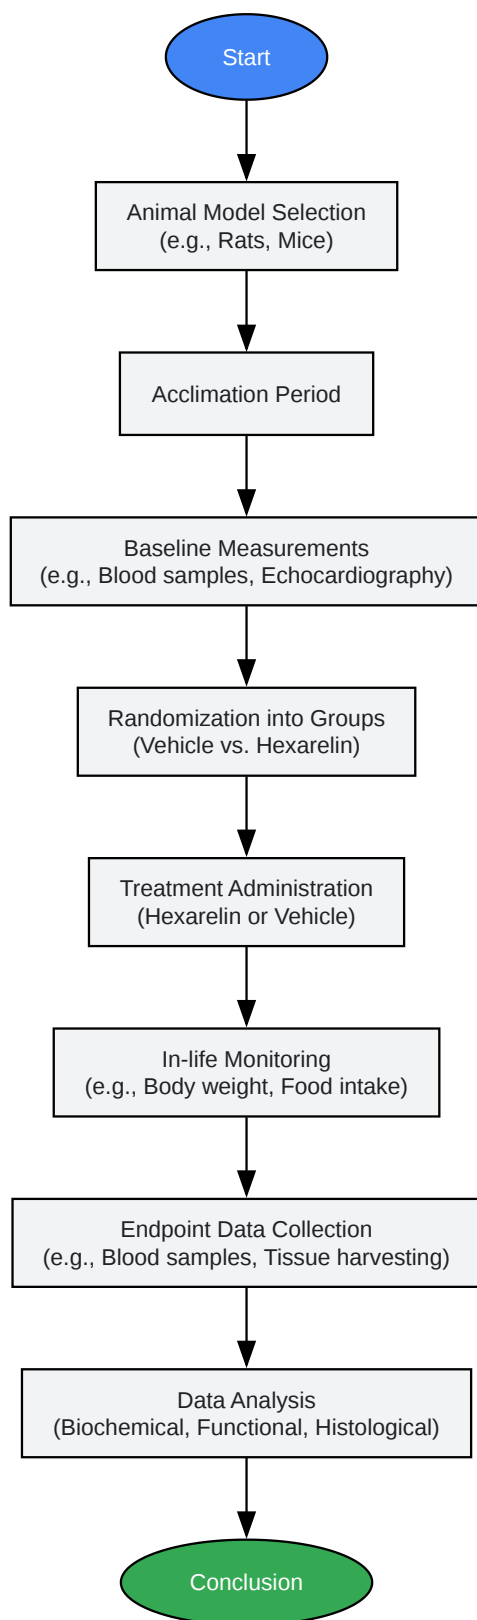 Start
Animal Model Selection
(e.g., Rats, Mice)
Acclimation Period
Baseline Measurements
(e.g., Blood samples, Echocardiography)
Randomization into Groups
(Vehicle vs. Hexarelin)
Treatment Administration
(Hexarelin or Vehicle)
In-life Monitoring
(e.g., Body weight, Food intake)
Endpoint Data Collection
(e.g., Blood samples, Tissue harvesting)
Data Analysis
(Biochemical, Functional, Histological)
Conclusion